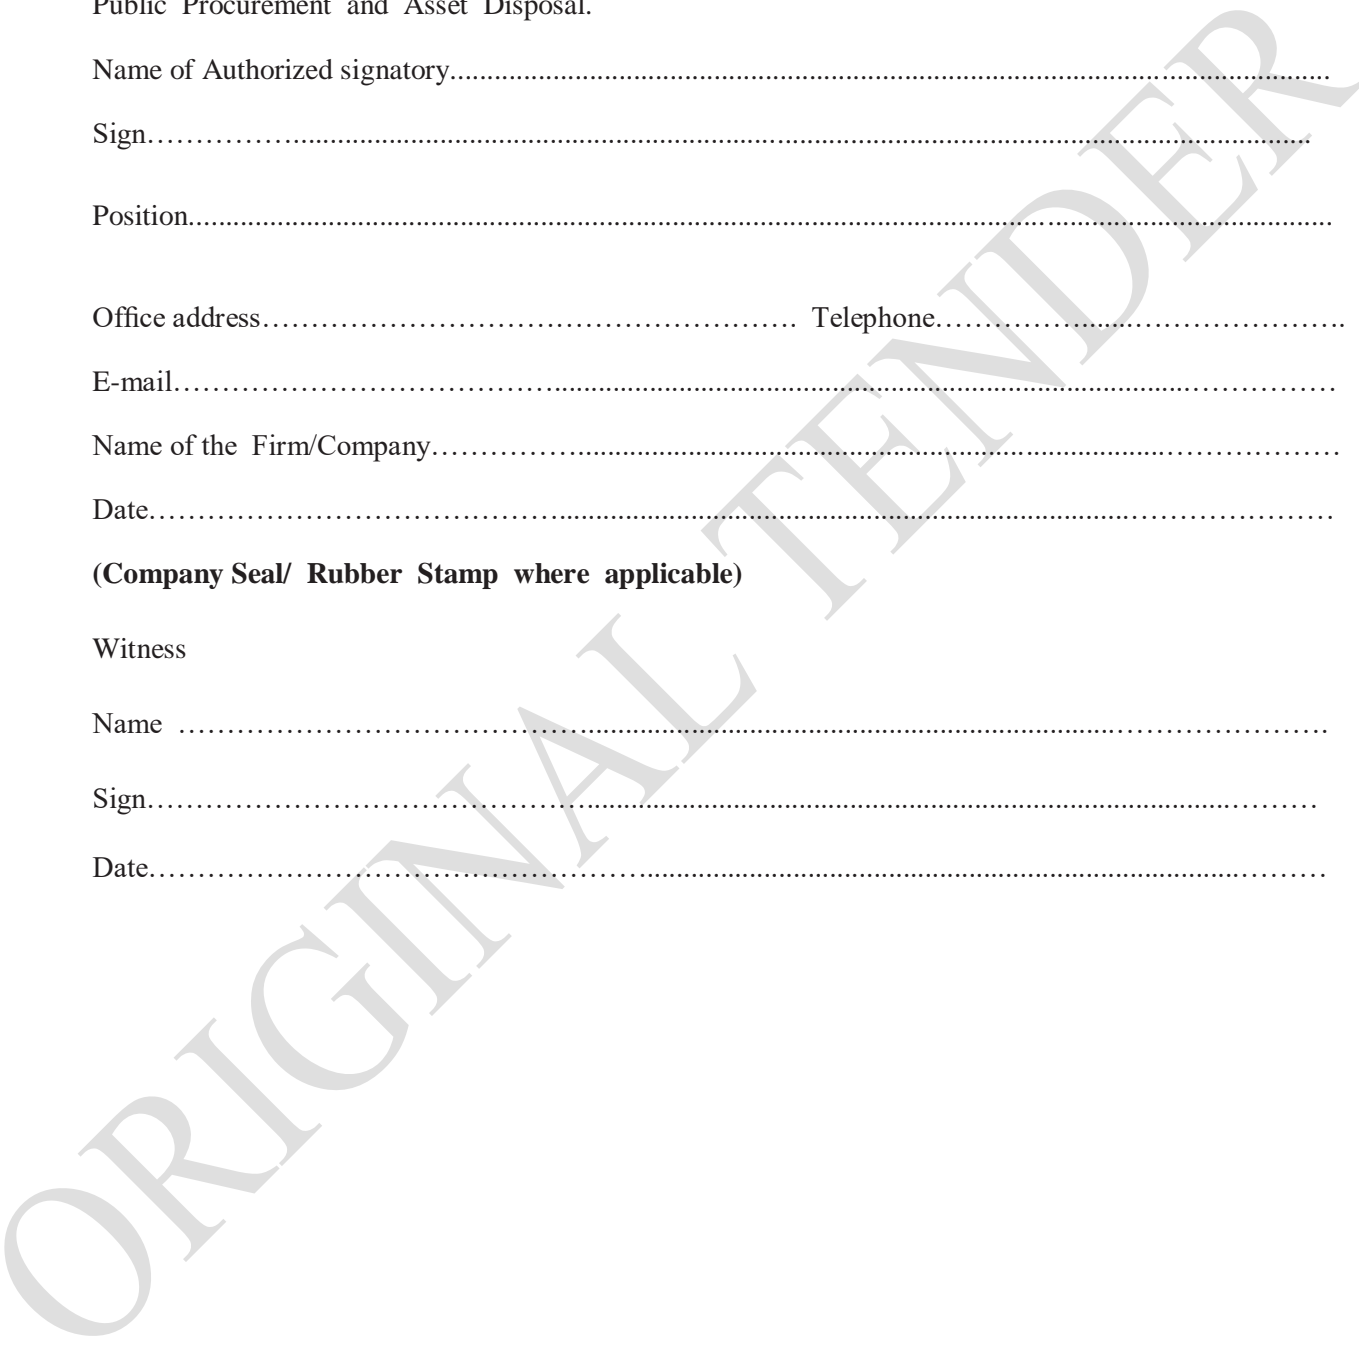 Public Procurement and Asset Disposal.
Name of Authorized signatory..........................................................................................................................
Sign……………..........................................................................................................................................
Position..........................................................................................................................................................
Office address………………………………………………. Telephone……………......………………….
E-mail…………………………………......................................................................................……………
Name of the Firm/Company……………................................................................................………………
Date……………………………………..............................................................................…………………
(Company Seal/ Rubber Stamp where applicable)
Witness
Name ……………………………………........................................................................………………….
Sign………………………………………........................................................................................………
Date……………………………………………................................................................................………
ORIGINAL TENDER